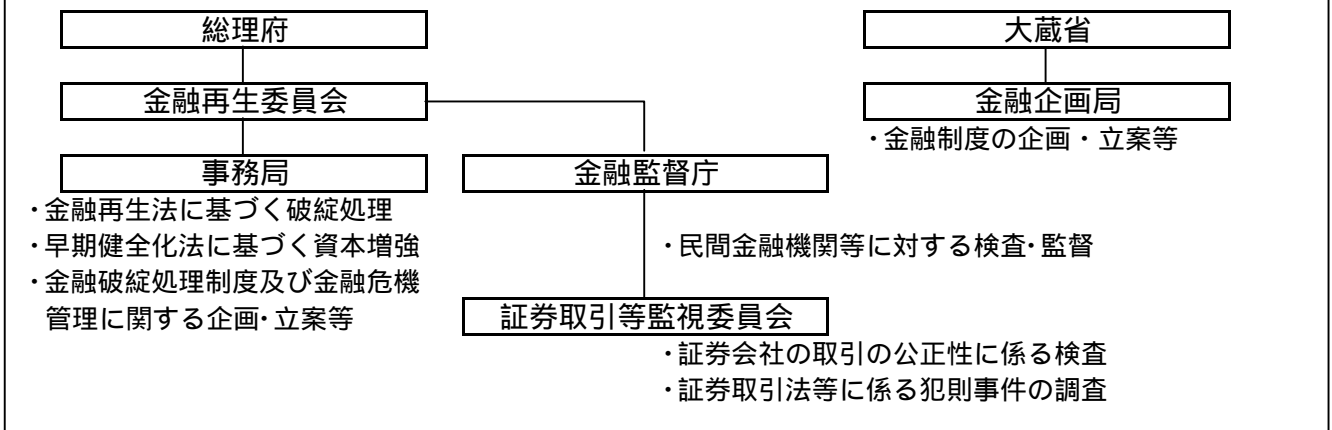 総理府
大蔵省
金融再生委員会
金融企画局
・金融制度の企画・立案等
事務局
金融監督庁
・金融再生法に基づく破綻処理
・早期健全化法に基づく資本増強
・民間金融機関等に対する検査・監督
・金融破綻処理制度及び金融危機
管理に関する企画・立案等
証券取引等監視委員会
・証券会社の取引の公正性に係る検査
・証券取引法等に係る犯則事件の調査